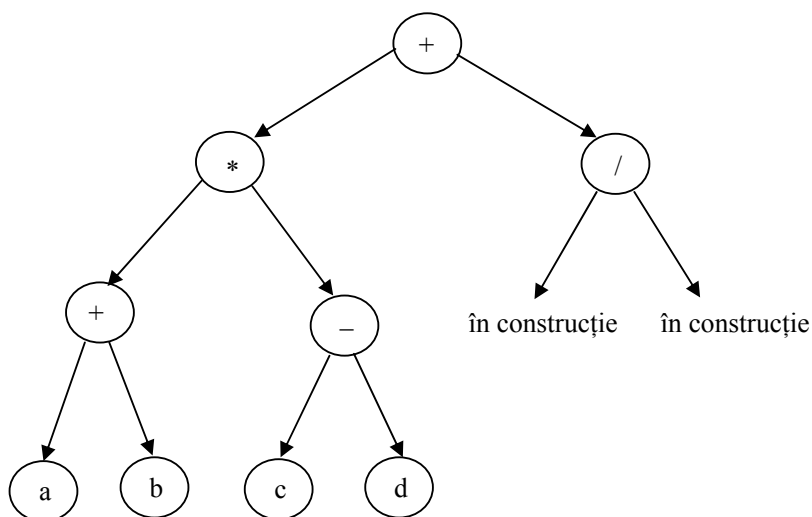 +
* /
+ −
în construcție în construcție
a b c d